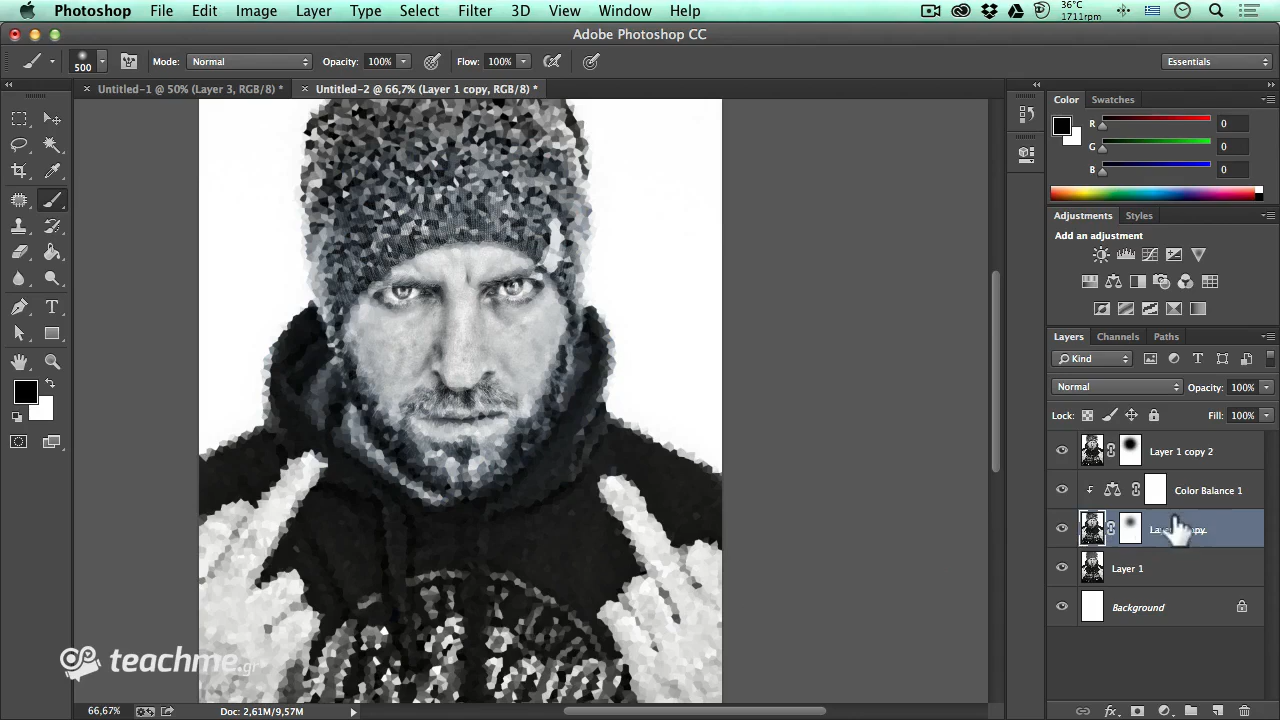 Photoshop File Edit Image Layer Type Select Filter 3D View Window Help
36°C
1711rpm
Adobe Photoshop CC
500 Mode: Normal Opacity: 100% Flow: 100% Essentials
Untitled-1 @ 50% (Layer 3, RGB/8) * Untitled-2 @ 66,7% (Layer 1 copy, RGB/8) *
Color Swatches
R 0
G 0
B 0
Adjustments Styles
Add an adjustment
Layers Channels Paths
Kind
Normal Opacity: 100%
Lock: Fill: 100%
Layer 1 copy 2
Color Balance 1
Layer 1
Background
teachme.gr
66,67% Doc: 2,61M/9,57M